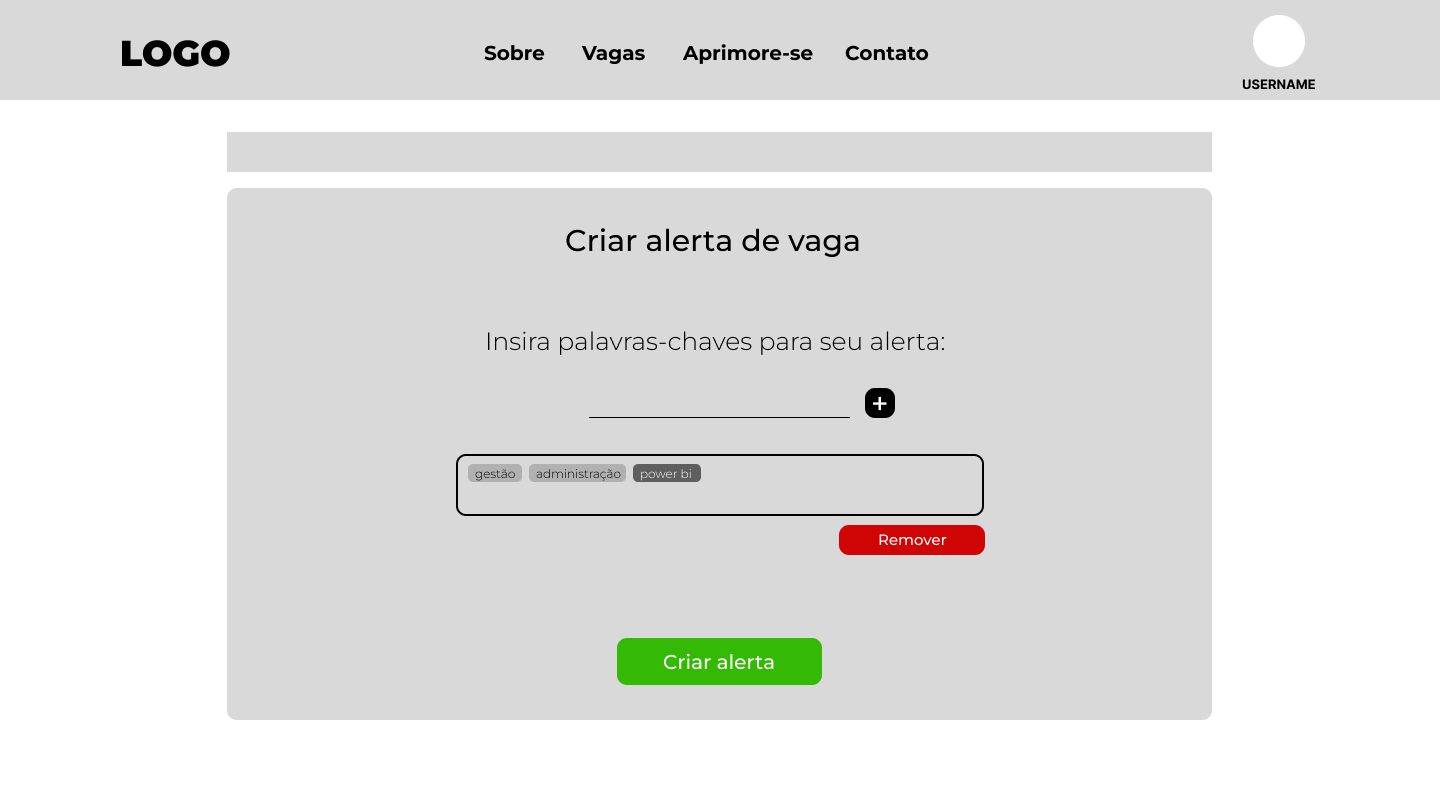 LOGO
Sobre Vagas Aprimore-se Contato
USERNAME
Criar alerta de vaga
Insira palavras-chaves para seu alerta:
+
gestão administração power bi
Remover
Criar alerta